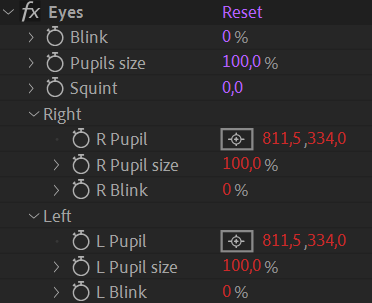 fx Eyes Reset
Blink 0 %
Pupils size 100,0 %
Squint 0,0
Right
R Pupil 811,5 ,334,0
R Pupil size 100,0 %
R Blink 0 %
Left
L Pupil 811,5 ,334,0
L Pupil size 100,0 %
L Blink 0 %